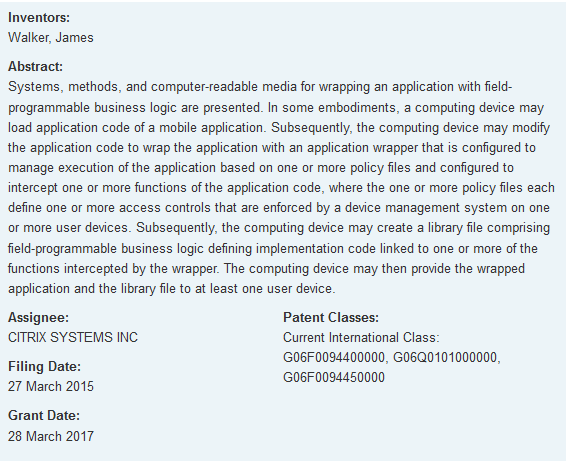 Inventors:
Walker, James
Abstract:
Systems, methods, and computer-readable media for wrapping an application with field-
programmable business logic are presented. In some embodiments, a computing device may
load application code of a mobile application. Subsequently, the computing device may modify
the application code to wrap the application with an application wrapper that is configured to
manage execution of the application based on one or more policy files and configured to
intercept one or more functions of the application code, where the one or more policy files each
define one or more access controls that are enforced by a device management system on one
or more user devices. Subsequently, the computing device may create a library file comprising
field-programmable business logic defining implementation code linked to one or more of the
functions intercepted by the wrapper. The computing device may then provide the wrapped
application and the library file to at least one user device.
Assignee:
CITRIX SYSTEMS INC
Filing Date:
27 March 2015
Grant Date:
28 March 2017
Patent Classes:
Current International Class:
G06F0094400000, G06Q0101000000,
G06F0094450000